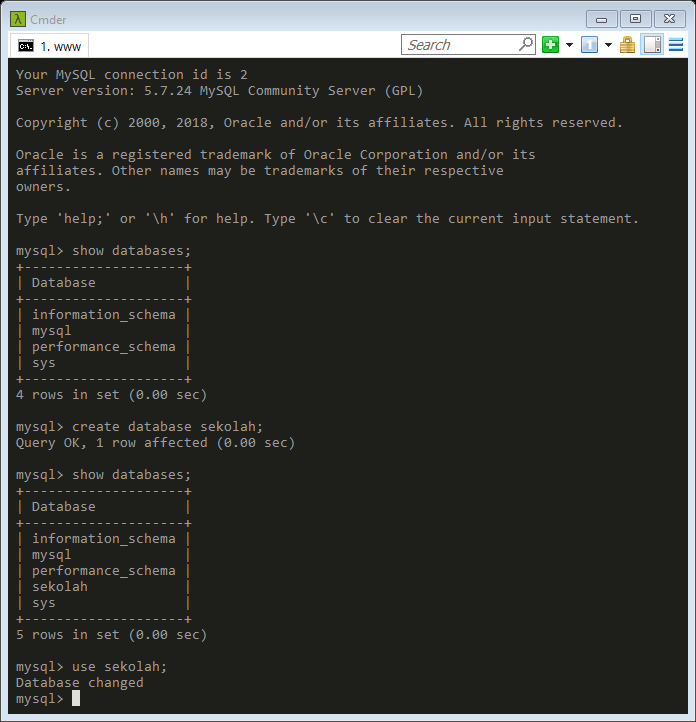 Cmder
1. www
Search
Your MySQL connection id is 2
Server version: 5.7.24 MySQL Community Server (GPL)
Copyright (c) 2000, 2018, Oracle and/or its affiliates. All rights reserved.
Oracle is a registered trademark of Oracle Corporation and/or its
affiliates. Other names may be trademarks of their respective
owners.
Type 'help;' or '\h' for help. Type '\c' to clear the current input statement.
mysql> show databases;
+--------------------+
| Database           |
+--------------------+
| information_schema |
| mysql              |
| performance_schema |
| sys                |
+--------------------+
4 rows in set (0.00 sec)
mysql> create database sekolah;
Query OK, 1 row affected (0.00 sec)
mysql> show databases;
+--------------------+
| Database           |
+--------------------+
| information_schema |
| mysql              |
| performance_schema |
| sekolah            |
| sys                |
+--------------------+
5 rows in set (0.00 sec)
mysql> use sekolah;
Database changed
mysql>